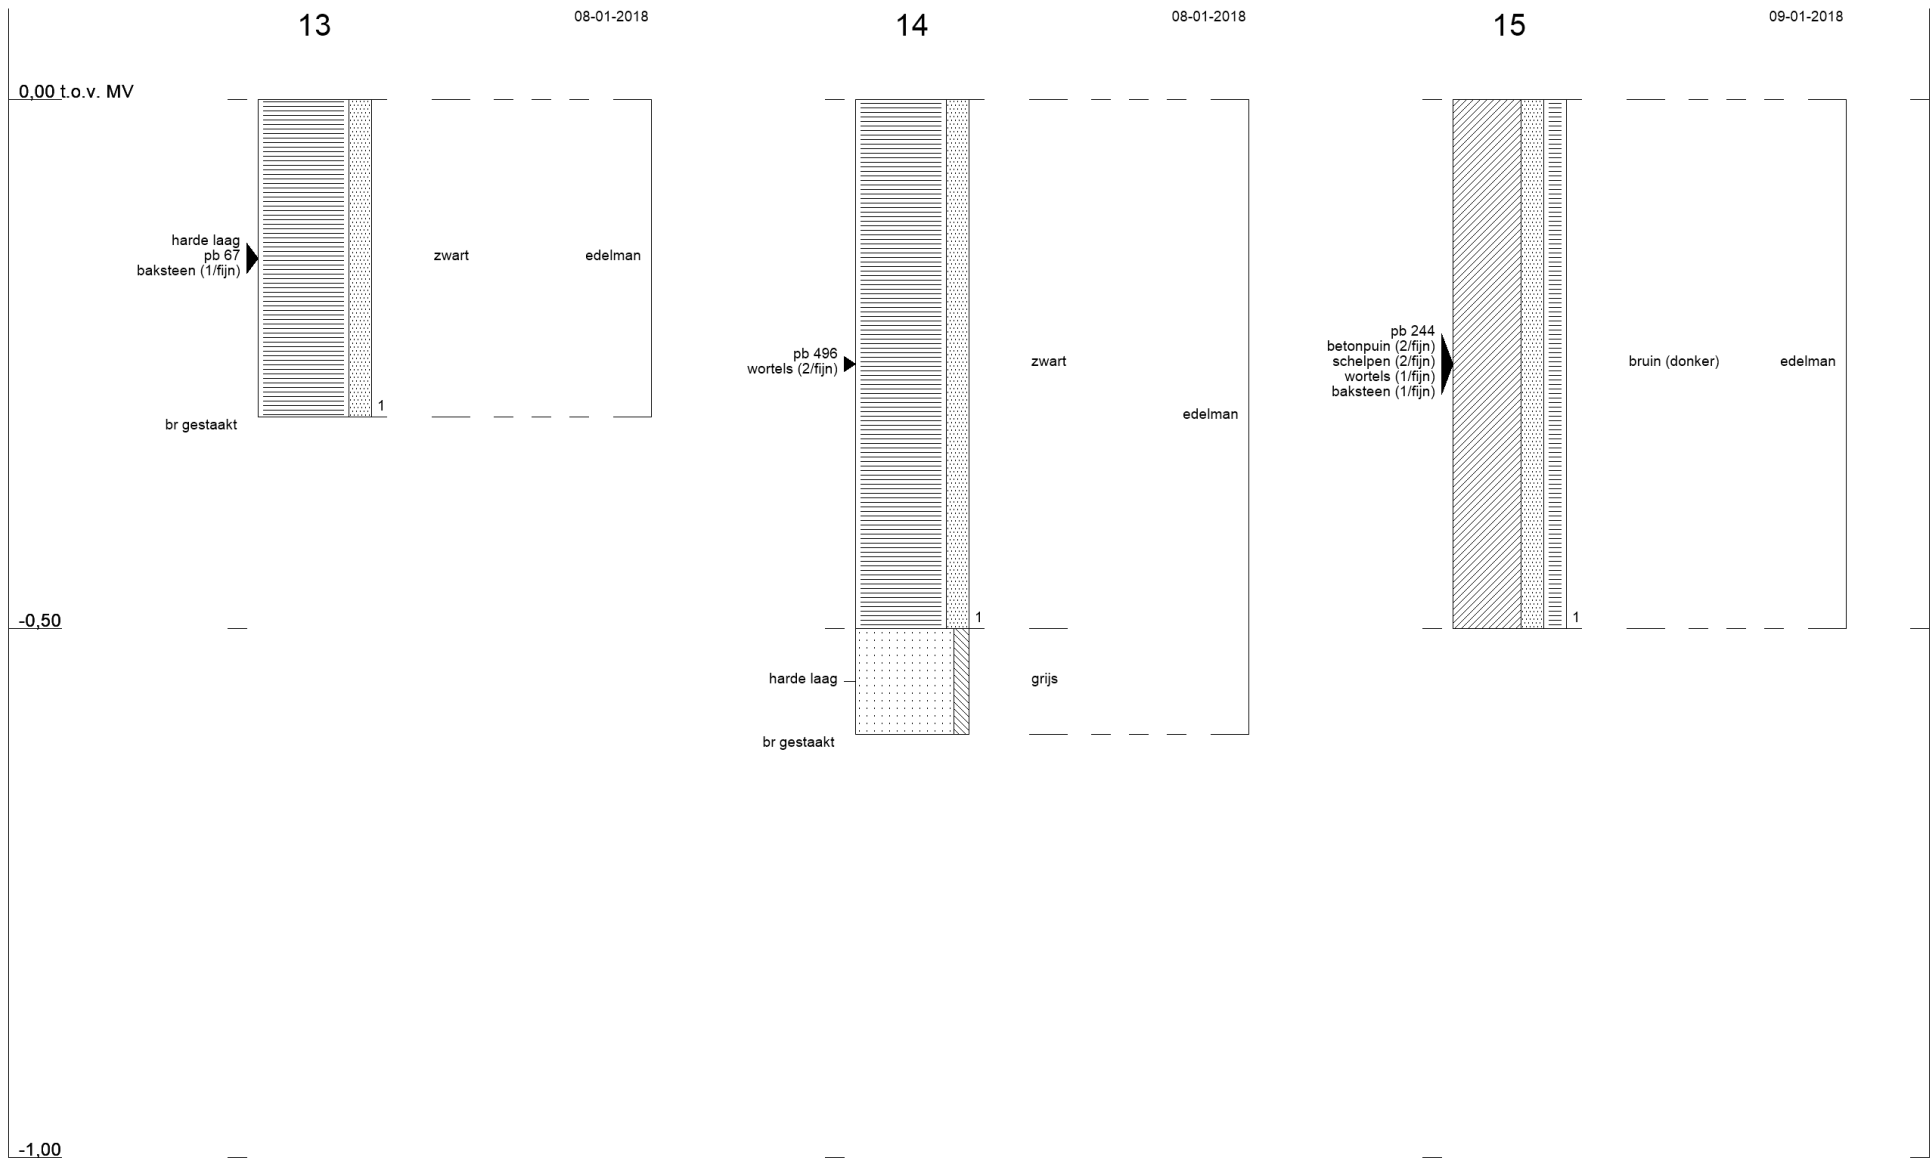 13
08-01-2018
14
08-01-2018
15
09-01-2018
0,00 t.o.v. MV
harde laag
pb 67
baksteen (1/fijn)
zwart
edelman
1
br gestaakt
pb 496
wortels (2/fijn)
zwart
edelman
1
harde laag
grijs
br gestaakt
pb 244
betonpuin (2/fijn)
schelpen (2/fijn)
wortels (1/fijn)
baksteen (1/fijn)
bruin (donker)
edelman
1
-0,50
-1,00